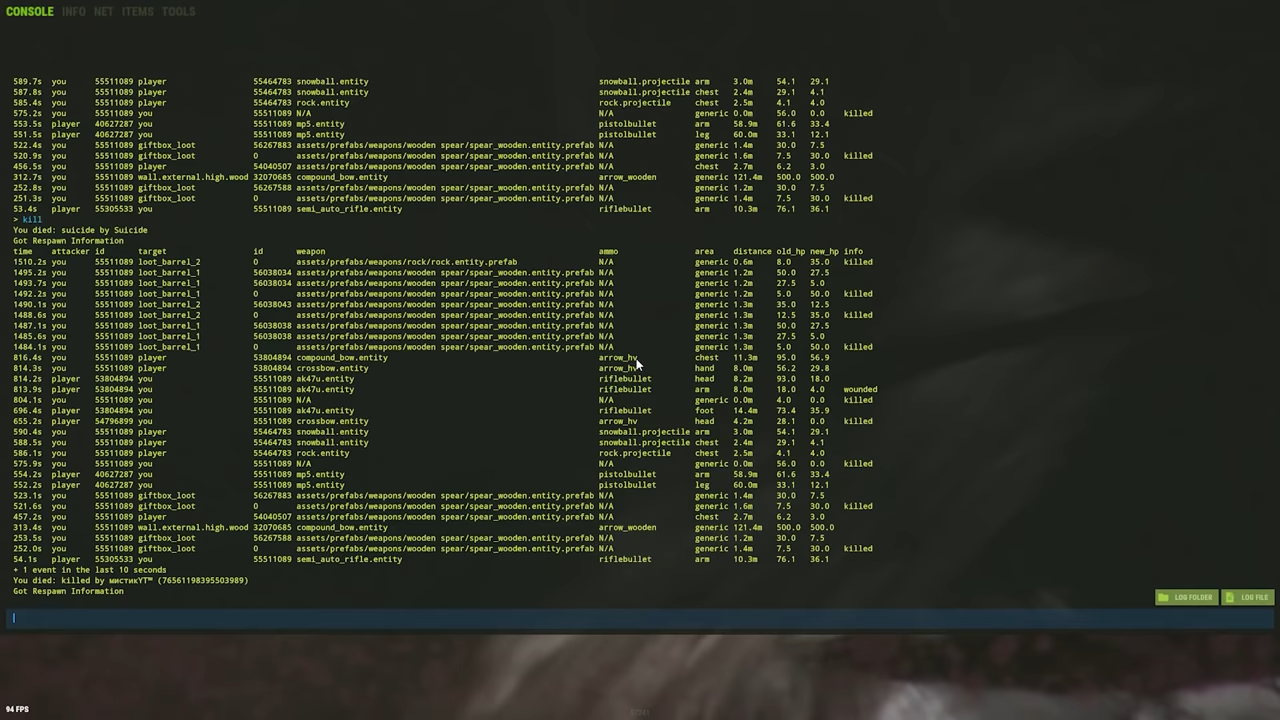 CONSOLE INFO NET ITEMS TOOLS
589.7s you 55511089 player 55464783 snowball.entity snowball.projectile arm 3.0m 54.1 29.1
587.8s you 55511089 player 55464783 snowball.entity snowball.projectile chest 2.4m 29.1 4.1
585.4s you 55511089 player 55464783 rock.entity rock.projectile chest 2.5m 4.1 4.0
575.2s you 55511089 you 55511089 N/A N/A generic 0.0m 56.0 0.0 killed
553.5s player 40627287 you 55511089 mp5.entity pistolbullet arm 58.9m 61.6 33.4
551.5s player 40627287 you 55511089 mp5.entity pistolbullet leg 60.0m 33.1 12.1
522.4s you 55511089 giftbox_loot 56267883 assets/prefabs/weapons/wooden spear/spear_wooden.entity.prefab N/A generic 1.4m 30.0 7.5
520.9s you 55511089 giftbox_loot 0 assets/prefabs/weapons/wooden spear/spear_wooden.entity.prefab N/A generic 1.6m 7.5 30.0 killed
456.5s you 55511089 player 54040507 assets/prefabs/weapons/wooden spear/spear_wooden.entity.prefab N/A chest 2.7m 6.2 3.0
312.7s you 55511089 wall.external.high.wood 32070685 compound_bow.entity arrow_wooden generic 121.4m 500.0 500.0
252.8s you 55511089 giftbox_loot 56267588 assets/prefabs/weapons/wooden spear/spear_wooden.entity.prefab N/A generic 1.2m 30.0 7.5
251.3s you 55511089 giftbox_loot 0 assets/prefabs/weapons/wooden spear/spear_wooden.entity.prefab N/A generic 1.4m 7.5 30.0 killed
53.4s player 55305533 you 55511089 semi_auto_rifle.entity riflebullet arm 10.3m 76.1 36.1
> kill
You died: suicide by Suicide
Got Respawn Information
time attacker id target id weapon ammo area distance old_hp new_hp info
1510.2s you 55511089 loot_barrel_2 0 assets/prefabs/weapons/rock/rock.entity.prefab N/A generic 0.6m 8.0 35.0 killed
1495.2s you 55511089 loot_barrel_1 56038034 assets/prefabs/weapons/wooden spear/spear_wooden.entity.prefab N/A generic 1.2m 50.0 27.5
1493.7s you 55511089 loot_barrel_1 56038034 assets/prefabs/weapons/wooden spear/spear_wooden.entity.prefab N/A generic 1.2m 27.5 5.0
1492.2s you 55511089 loot_barrel_1 0 assets/prefabs/weapons/wooden spear/spear_wooden.entity.prefab N/A generic 1.2m 5.0 50.0 killed
1490.1s you 55511089 loot_barrel_2 56038043 assets/prefabs/weapons/wooden spear/spear_wooden.entity.prefab N/A generic 1.3m 35.0 12.5
1488.6s you 55511089 loot_barrel_2 0 assets/prefabs/weapons/wooden spear/spear_wooden.entity.prefab N/A generic 1.3m 12.5 35.0 killed
1487.1s you 55511089 loot_barrel_1 56038038 assets/prefabs/weapons/wooden spear/spear_wooden.entity.prefab N/A generic 1.3m 50.0 27.5
1485.6s you 55511089 loot_barrel_1 56038038 assets/prefabs/weapons/wooden spear/spear_wooden.entity.prefab N/A generic 1.3m 27.5 5.0
1484.1s you 55511089 loot_barrel_1 0 assets/prefabs/weapons/wooden spear/spear_wooden.entity.prefab N/A generic 1.3m 5.0 50.0 killed
816.4s you 55511089 player 53804894 compound_bow.entity arrow_hv chest 11.3m 95.0 56.9
814.3s you 55511089 player 53804894 crossbow.entity arrow_hv hand 8.0m 56.2 29.8
814.2s player 53804894 you 55511089 ak47u.entity riflebullet head 8.2m 93.0 18.0
813.9s player 53804894 you 55511089 ak47u.entity riflebullet arm 8.0m 18.0 4.0 wounded
804.1s you 55511089 you 55511089 N/A N/A generic 0.0m 4.0 0.0 killed
696.4s player 53804894 you 55511089 ak47u.entity riflebullet foot 14.4m 73.4 35.9
655.2s player 54796899 you 55511089 crossbow.entity arrow_hv head 4.2m 28.1 0.0 killed
590.4s you 55511089 player 55464783 snowball.entity snowball.projectile arm 3.0m 54.1 29.1
588.5s you 55511089 player 55464783 snowball.entity snowball.projectile chest 2.4m 29.1 4.1
586.1s you 55511089 player 55464783 rock.entity rock.projectile chest 2.5m 4.1 4.0
575.9s you 55511089 you 55511089 N/A N/A generic 0.0m 56.0 0.0 killed
554.2s player 40627287 you 55511089 mp5.entity pistolbullet arm 58.9m 61.6 33.4
552.2s player 40627287 you 55511089 mp5.entity pistolbullet leg 60.0m 33.1 12.1
523.1s you 55511089 giftbox_loot 56267883 assets/prefabs/weapons/wooden spear/spear_wooden.entity.prefab N/A generic 1.4m 30.0 7.5
521.6s you 55511089 giftbox_loot 0 assets/prefabs/weapons/wooden spear/spear_wooden.entity.prefab N/A generic 1.6m 7.5 30.0 killed
457.2s you 55511089 player 54040507 assets/prefabs/weapons/wooden spear/spear_wooden.entity.prefab N/A chest 2.7m 6.2 3.0
313.4s you 55511089 wall.external.high.wood 32070685 compound_bow.entity arrow_wooden generic 121.4m 500.0 500.0
253.5s you 55511089 giftbox_loot 56267588 assets/prefabs/weapons/wooden spear/spear_wooden.entity.prefab N/A generic 1.2m 30.0 7.5
252.0s you 55511089 giftbox_loot 0 assets/prefabs/weapons/wooden spear/spear_wooden.entity.prefab N/A generic 1.4m 7.5 30.0 killed
54.1s player 55305533 you 55511089 semi_auto_rifle.entity riflebullet arm 10.3m 76.1 36.1
+ 1 event in the last 10 seconds
You died: killed by мистикYT™ (76561198395503989)
Got Respawn Information
LOG FOLDER LOG FILE
94 FPS